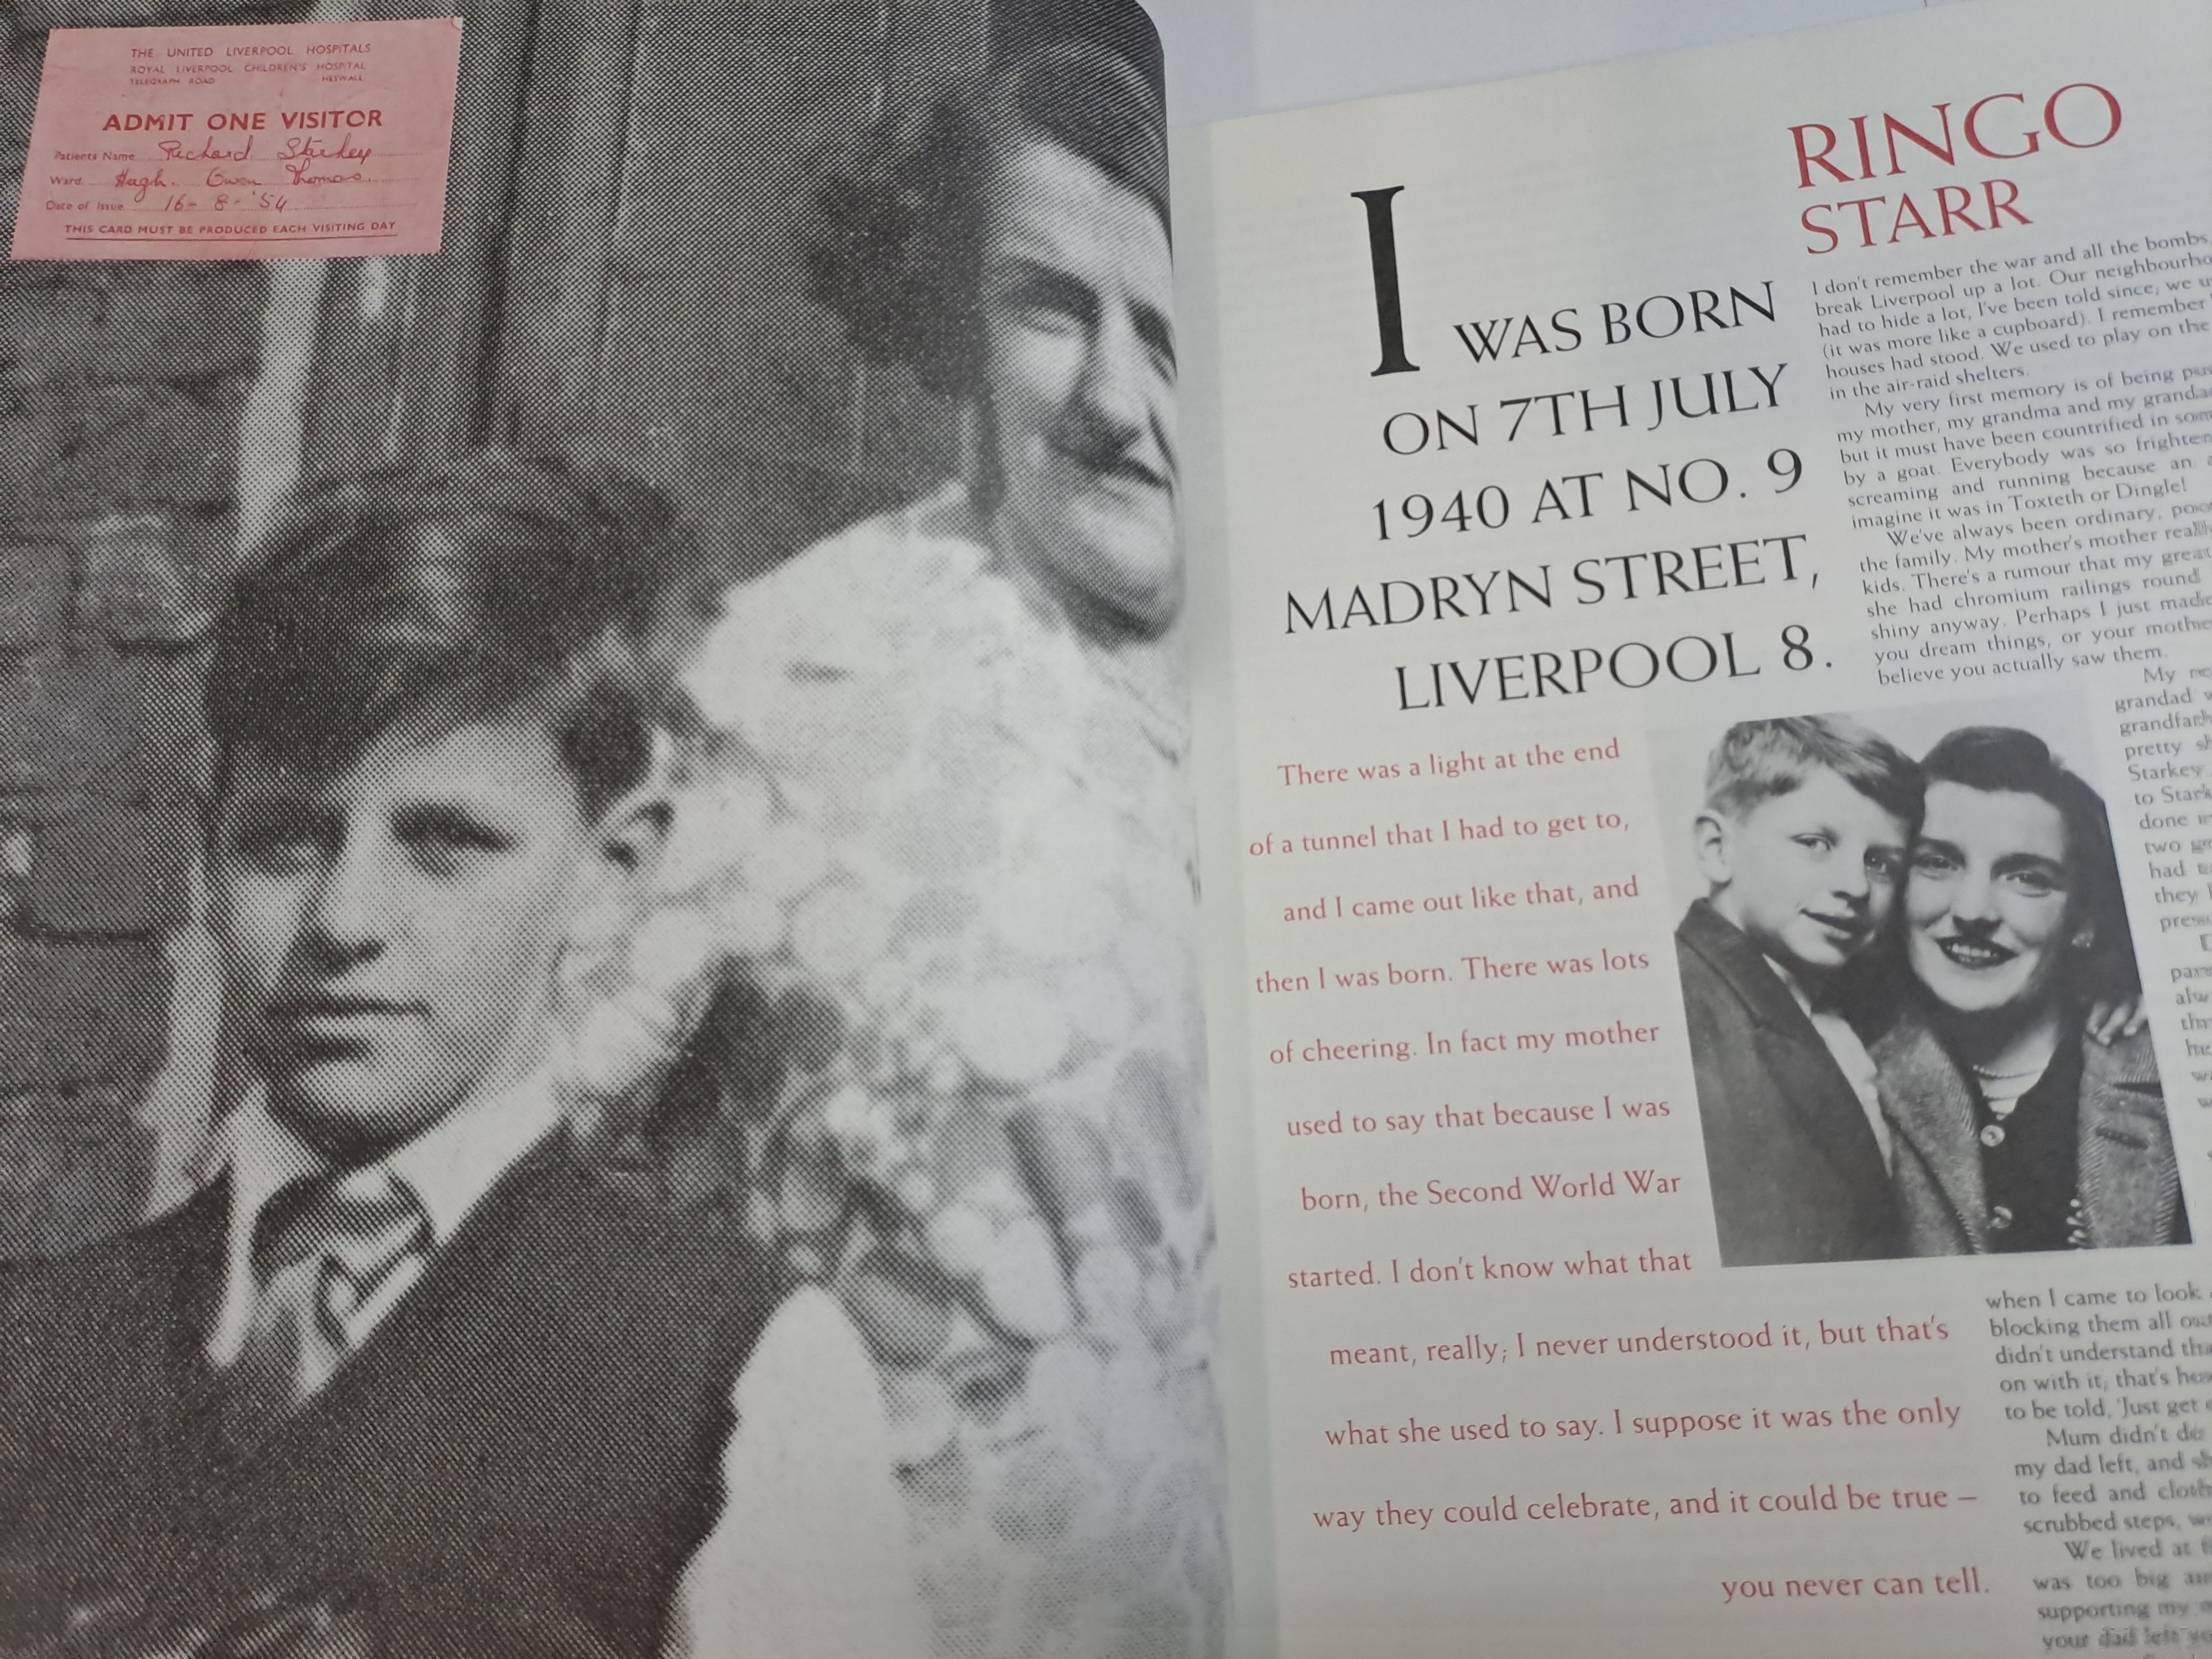 THE UNITED LIVERPOOL HOSPITALS
ROYAL LIVERPOOL CHILDREN'S HOSPITAL
TELEGRAPH ROAD HESWALL
ADMIT ONE VISITOR
Patients Name Richard Starkey
Ward Hugh. Owen Thomas.
Date of Issue 16-8-'54
THIS CARD MUST BE PRODUCED EACH VISITING DAY
RINGO
STARR
I WAS BORN
ON 7TH JULY
1940 AT NO. 9
MADRYN STREET,
LIVERPOOL 8.
There was a light at the end
of a tunnel that I had to get to,
and I came out like that, and
then I was born. There was lots
of cheering. In fact my mother
used to say that because I was
born, the Second World War
started. I don't know what that
meant, really; I never understood it, but that's
what she used to say. I suppose it was the only
way they could celebrate, and it could be true –
you never can tell.
I don't remember the war and all the bombs,
break Liverpool up a lot. Our
had to hide a lot, I've been told since; we
(it was more like a cupboard). I remember
houses had stood. We used to play on the
in the air-raid shelters.
My very first memory is of being
my mother, my grandma and my
but it must have been countrified in
by a goat. Everybody was so
screaming and running because an
imagine it was in Toxteth or Dingle!
We've always been ordinary,
the family. My mother's mother
kids. There's a rumour that my
she had chromium railings round
shiny anyway. Perhaps I just made
you dream things, or your
believe you actually saw them.
My
grandad
pretty
Starkey
to
done
two
had
they
when I came to look
blocking them all
didn't understand
on with it; that's
to be told, 'Just get
Mum didn't
my dad left, and
to feed and
scrubbed steps,
We lived at
was too big
supporting my
your dad left